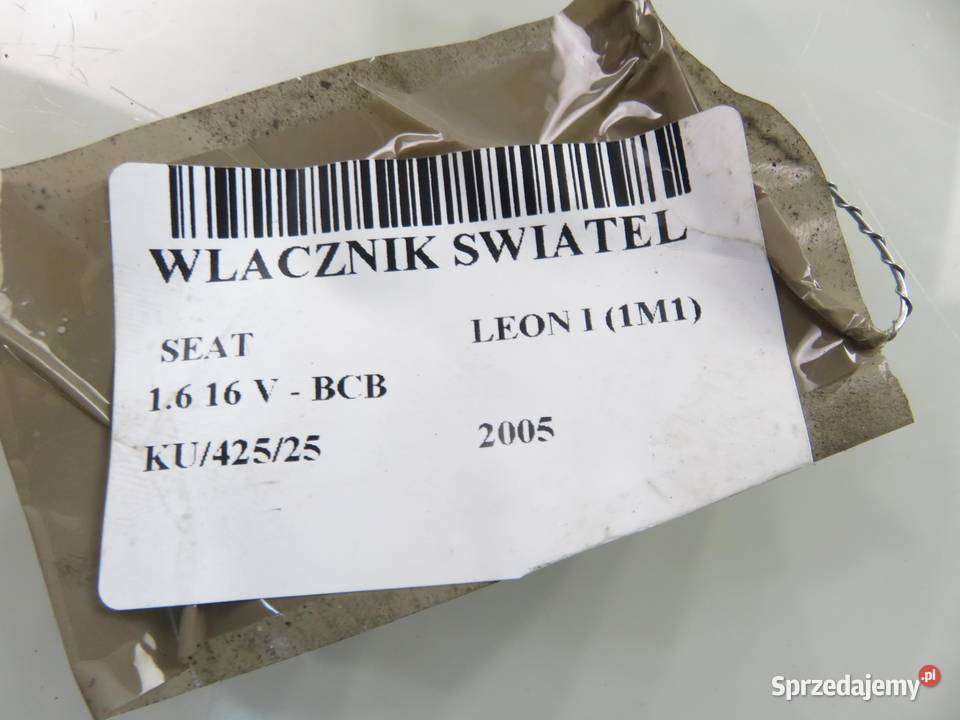 WLACZNIK SWIATEL
SEAT LEON I (1M1)
1.6 16 V - BCB
KU/425/25 2005
Sprzedajemy.pl